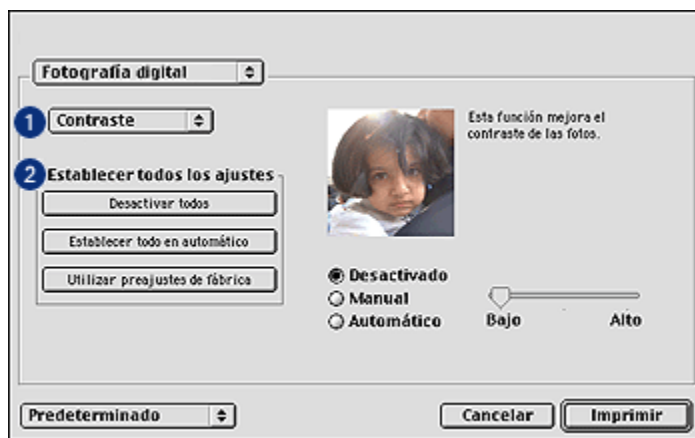 Fotografía digital
1 Contraste
Esta función mejora el
contraste de las fotos.
2 Establecer todos los ajustes
Desactivar todos
Establecer todo en automático
Utilizar preajustes de fábrica
Desactivado
Manual
Automático
Bajo Alto
Predeterminado
Cancelar
Imprimir